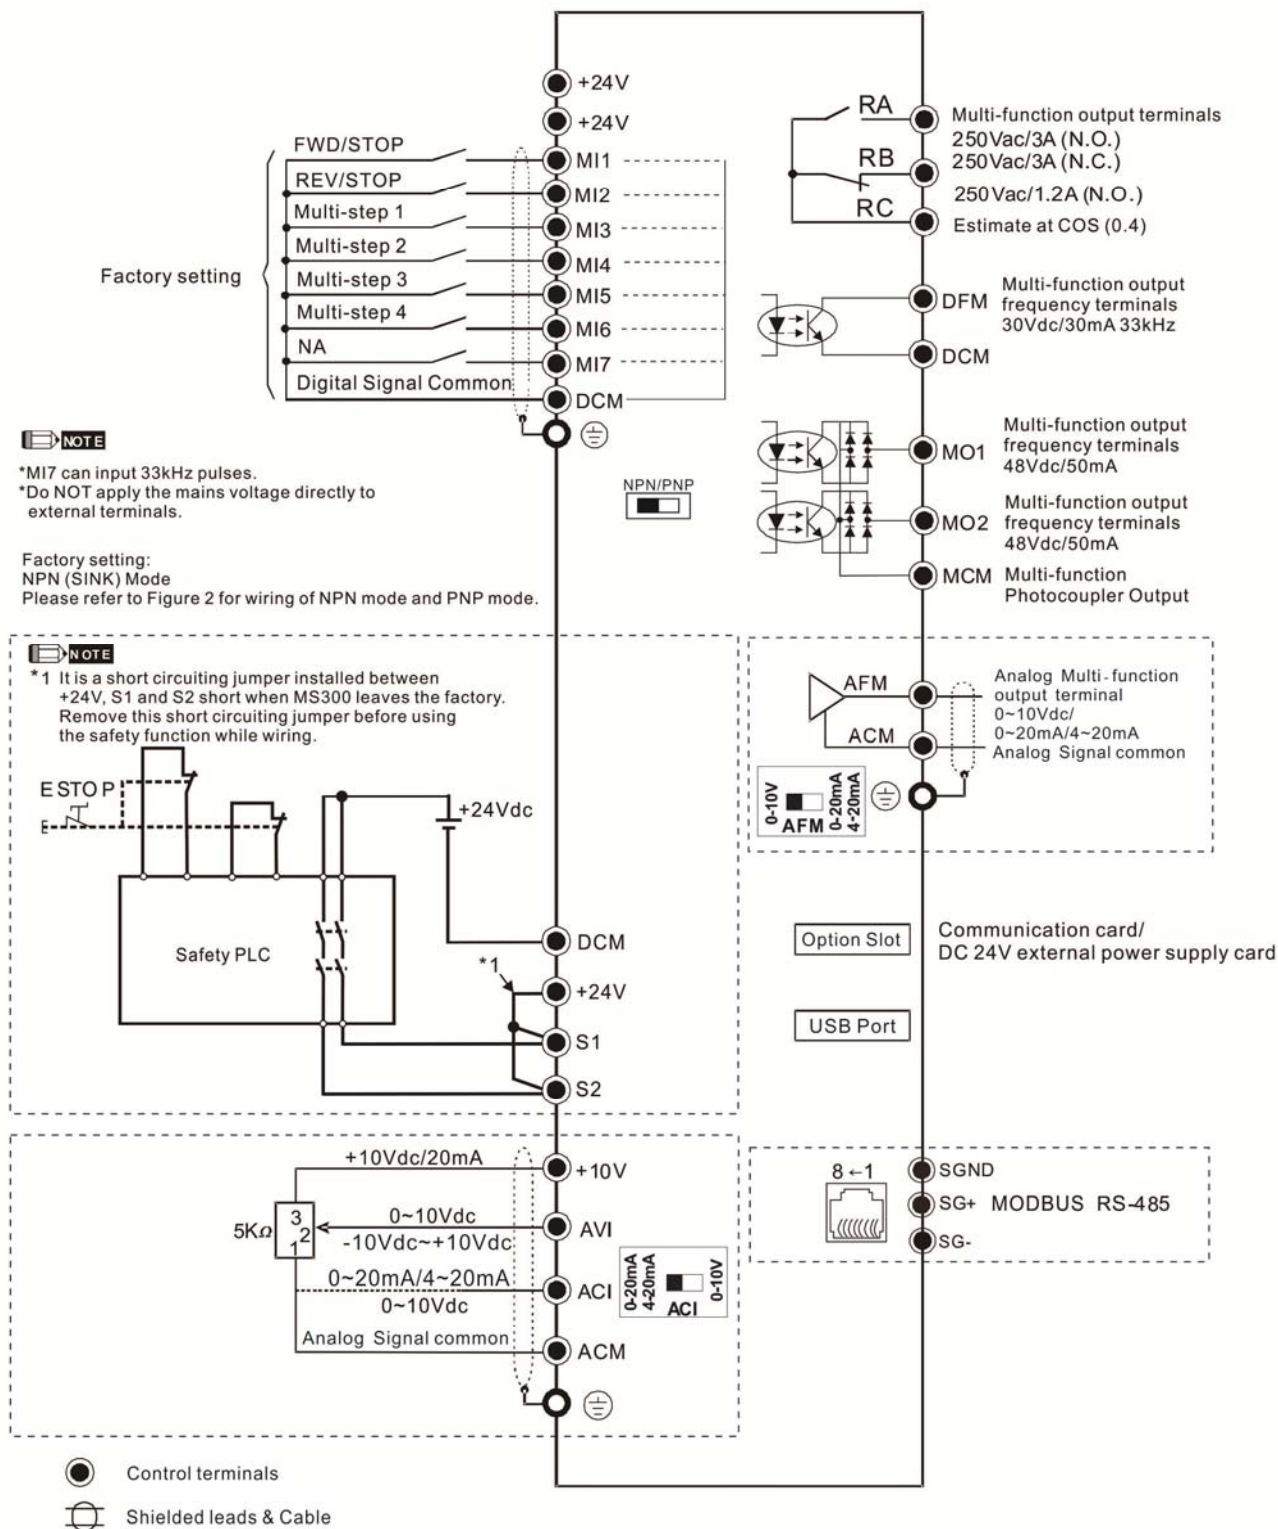 +24V
+24V
FWD/STOP
MI1
REV/STOP
MI2
Multi-step 1
MI3
Multi-step 2
MI4
Factory setting
Multi-step 3
MI5
Multi-step 4
MI6
NA
MI7
Digital Signal Common
DCM
NOTE
*MI7 can input 33kHz pulses.
*Do NOT apply the mains voltage directly to
external terminals.
NPN/PNP
Factory setting:
NPN (SINK) Mode
Please refer to Figure 2 for wiring of NPN mode and PNP mode.
RA
Multi-function output terminals
250Vac/3A (N.O.)
250Vac/3A (N.C.)
RB
250Vac/1.2A (N.O.)
RC
Estimate at COS (0.4)
DFM
Multi-function output
frequency terminals
30Vdc/30mA 33kHz
DCM
MO1
Multi-function output
frequency terminals
48Vdc/50mA
MO2
Multi-function output
frequency terminals
48Vdc/50mA
MCM
Multi-function
Photocoupler Output
NOTE
*1 It is a short circuiting jumper installed between
+24V, S1 and S2 short when MS300 leaves the factory.
Remove this short circuiting jumper before using
the safety function while wiring.
E STOP
+24Vdc
Safety PLC
DCM
*1
+24V
S1
S2
AFM
Analog Multi-function
output terminal
0~10Vdc/
0~20mA/4~20mA
ACM
Analog Signal common
0-10V
AFM
0-20mA
4-20mA
Option Slot
Communication card/
DC 24V external power supply card
USB Port
+10Vdc/20mA
+10V
5KΩ
3
2
1
0~10Vdc
-10Vdc~+10Vdc
AVI
0~20mA/4~20mA
0~10Vdc
ACI
0-20mA
4-20mA
ACI
0-10V
Analog Signal common
ACM
8←1
SGND
SG+ MODBUS RS-485
SG-
Control terminals
Shielded leads & Cable